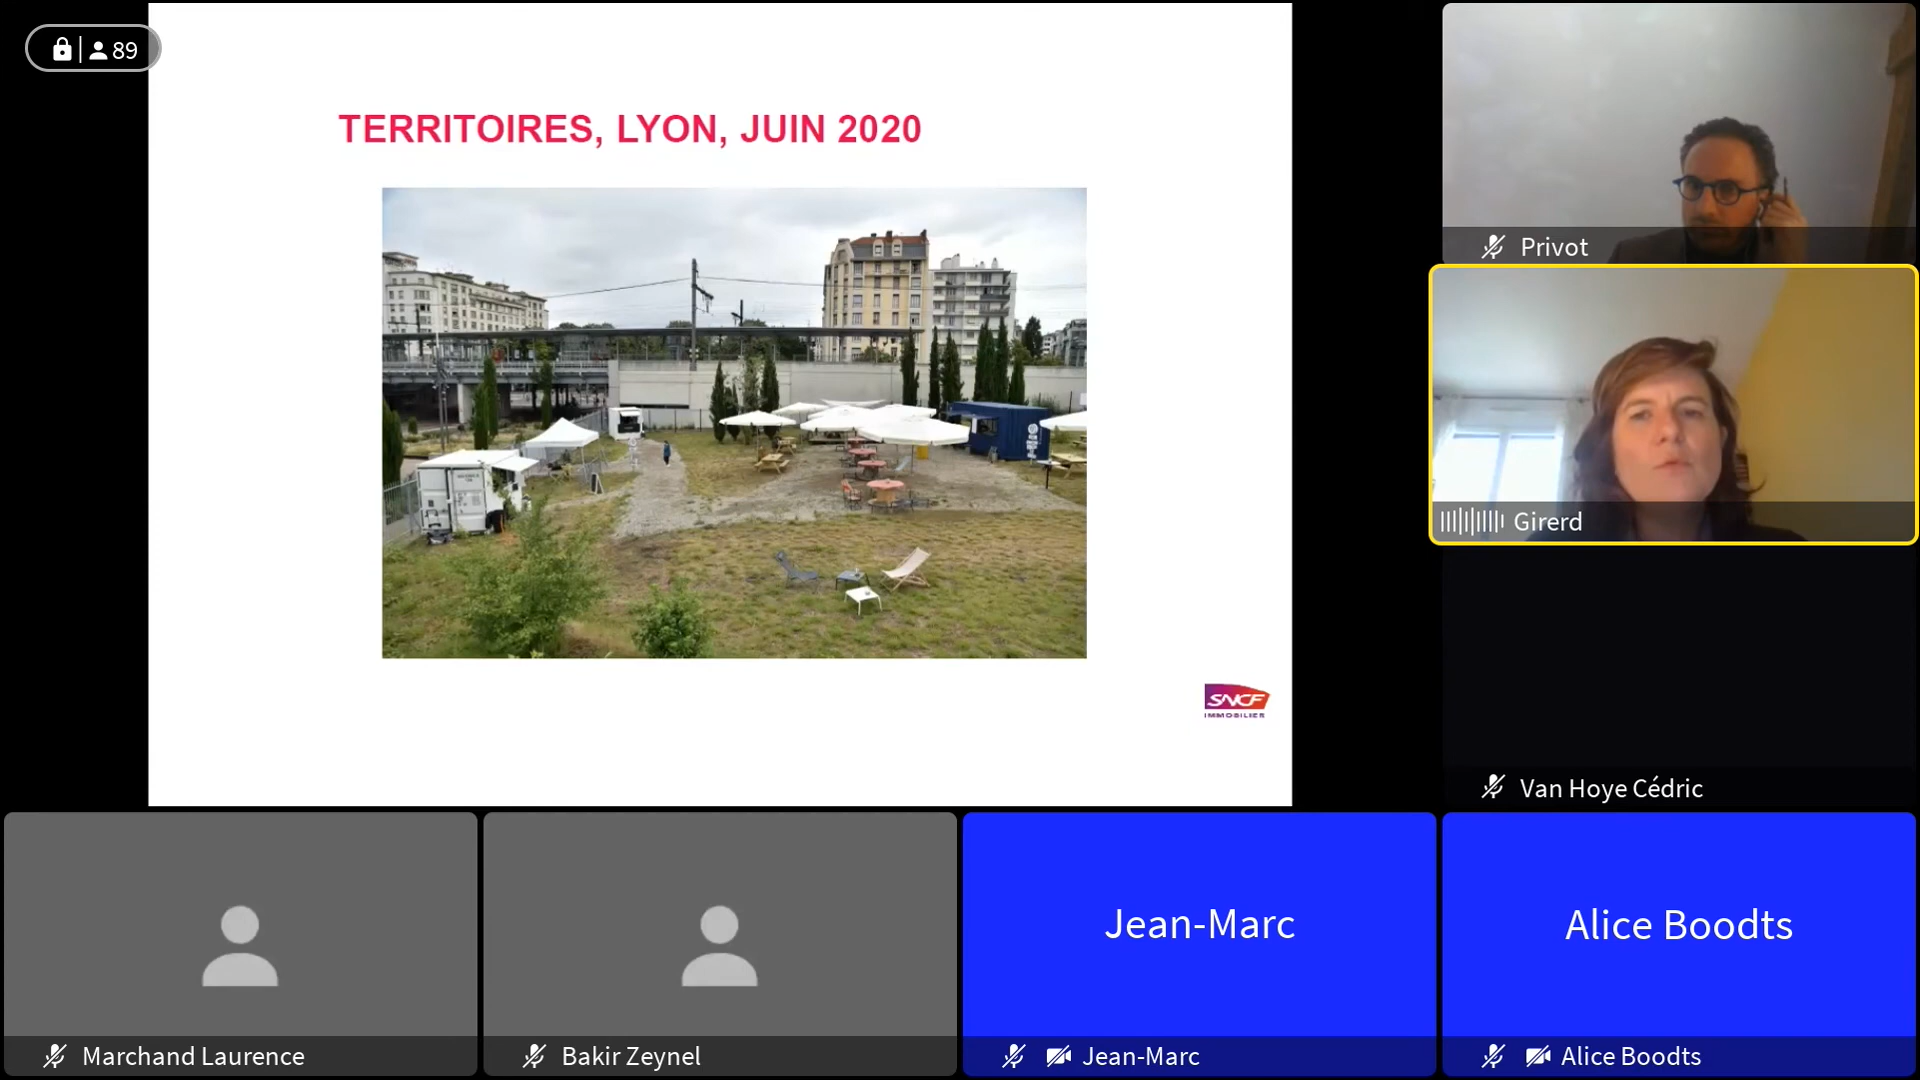 89
TERRITOIRES, LYON, JUIN 2020
SNCF
IMMOBILIER
Privot
Girerd
Van Hoye Cédric
Jean-Marc
Alice Boodts
Marchand Laurence
Bakir Zeynel
Jean-Marc
Alice Boodts